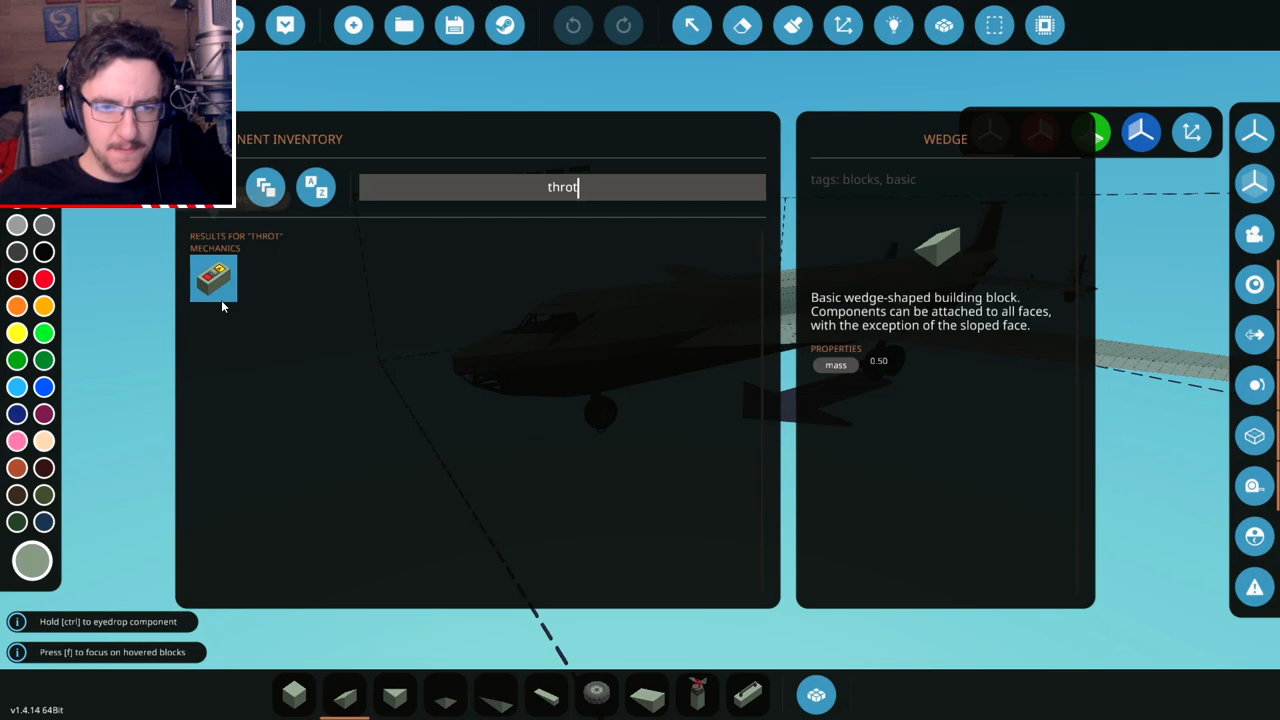 NENT INVENTORY
WEDGE
A
Z
throt
tags: blocks, basic
RESULTS FOR "THROT"
MECHANICS
Basic wedge-shaped building block.
Components can be attached to all faces,
with the exception of the sloped face.
PROPERTIES
mass 0.50
Hold [ctrl] to eyedrop component
Press [f] to focus on hovered blocks
v1.4.14 64Bit